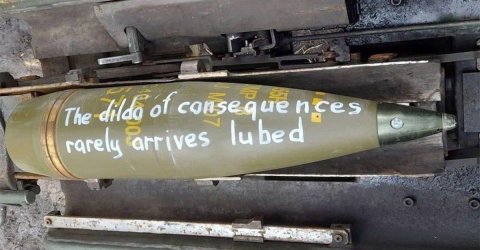 The dildo of consequences
rarely arrives lubed